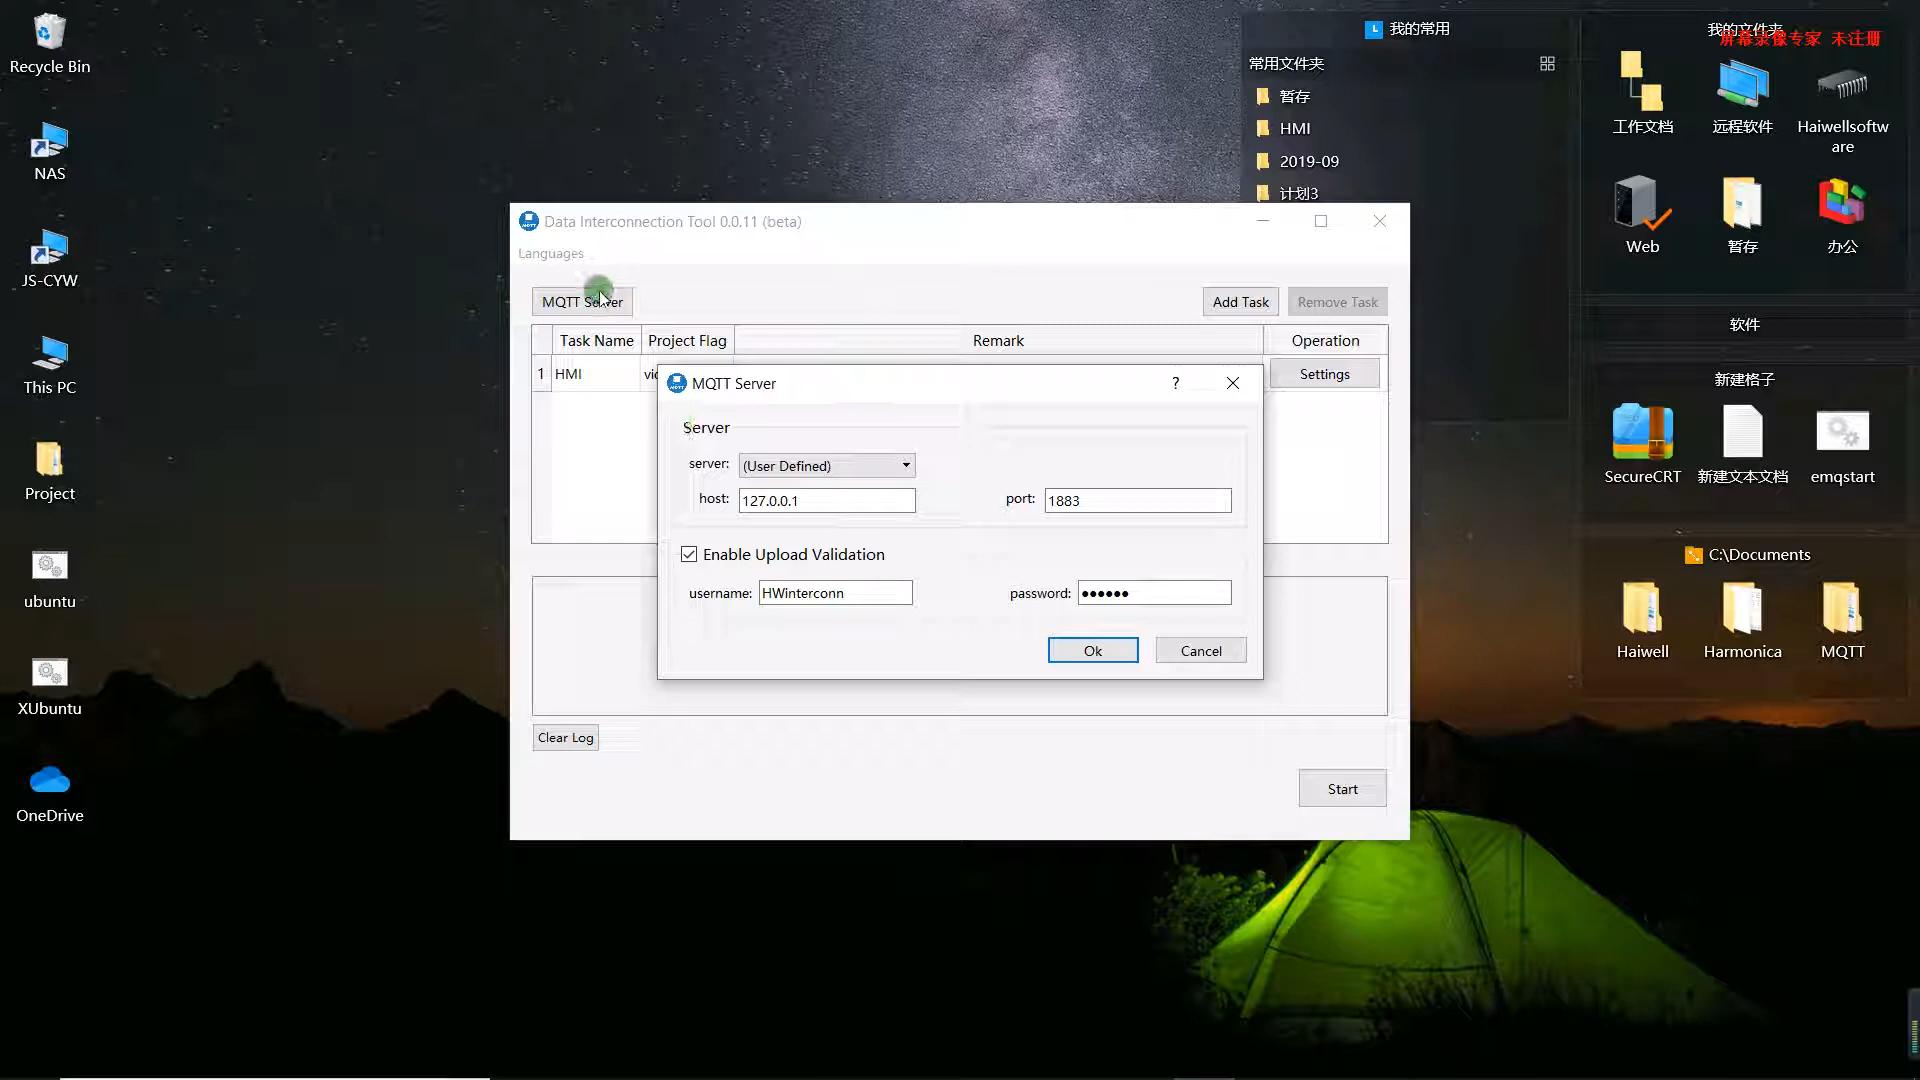 Recycle Bin
NAS
JS-CYW
This PC
Project
ubuntu
XUbuntu
OneDrive
我的常用
常用文件夹
暂存
HMI
2019-09
计划3
我的文件夹
屏幕录像专家 未注册
工作文档
远程软件
Haiwellsoftw
are
Web
暂存
办公
软件
新建格子
SecureCRT
新建文本文档
emqstart
C:\Documents
Haiwell
Harmonica
MQTT
Data Interconnection Tool 0.0.11 (beta)
Languages
MQTT Server
Add Task
Remove Task
Task Name
Project Flag
Remark
Operation
1
HMI
Settings
MQTT Server
?
Server
server:
(User Defined)
host:
127.0.0.1
port:
1883
Enable Upload Validation
username:
HWinterconn
password:
••••••
Ok
Cancel
Clear Log
Start